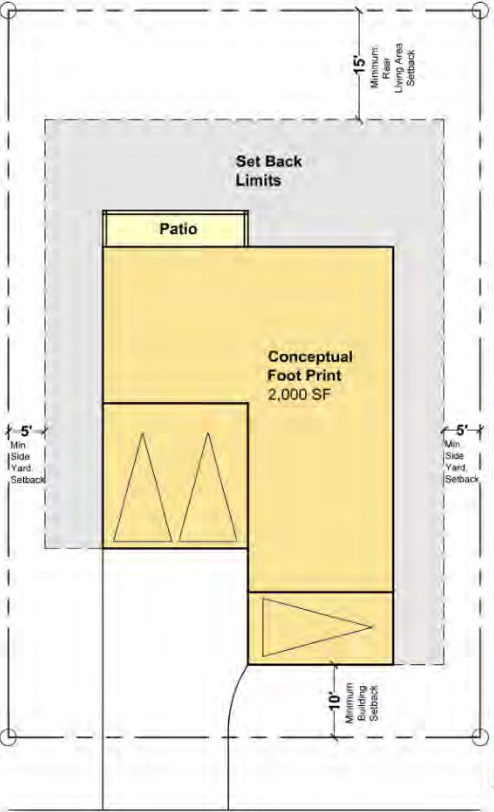 15'
Minimum
Rear
Living Area
Setback
Set Back
Limits
Patio
Conceptual
Foot Print
2,000 SF
5'
Min
Side
Yard
Setback
5'
Min
Side
Yard
Setback
10'
Minimum
Building
Setback